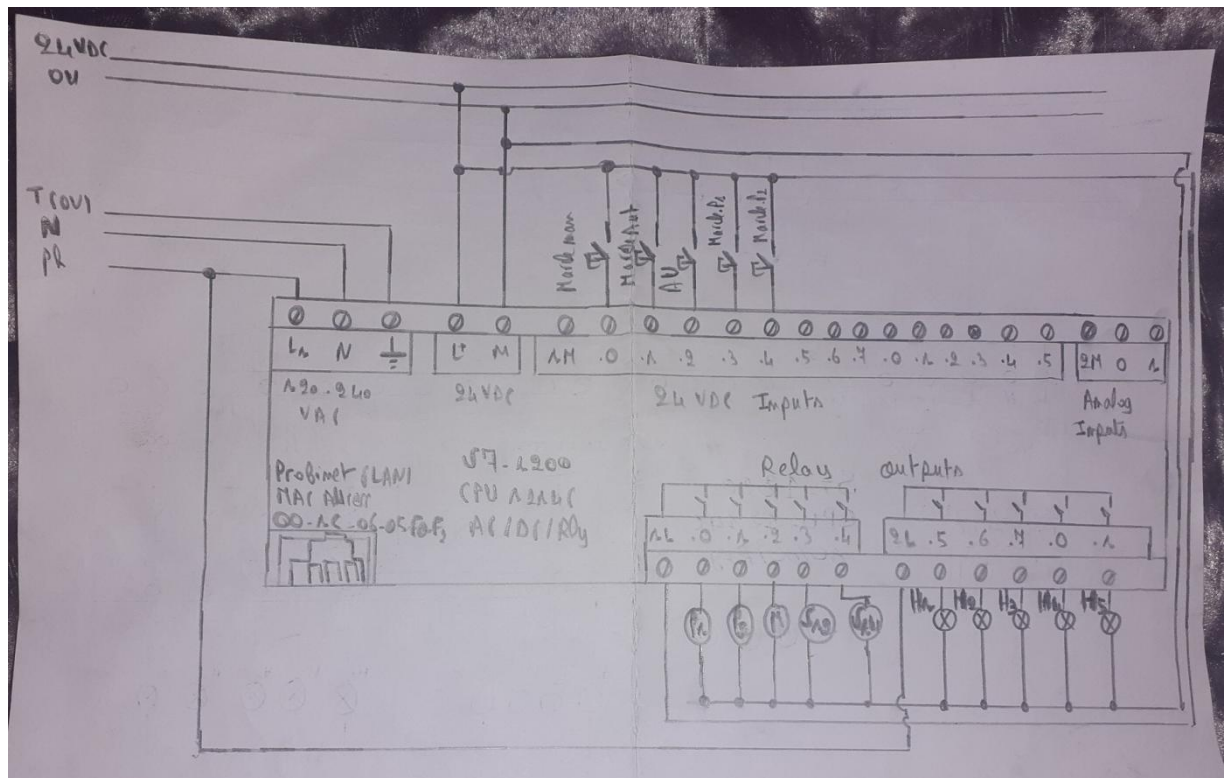 24VDC
0V
T(0V)
N
PR
Marche man
Marche Aut
AU
Marche.P1
Marche.P2
L1 N
L+ M
1M .0 .1 .2 .3 .4 .5 .6 .7 .0 .1 .2 .3 .4 .5
2M 0 1
120.240
VAC
24VDC
24 VDC Inputs
Analog
Inputs
S7-1200
CPU 1214C
AC/DC/Rly
Profinet (LAN)
MAC Adress
Relay outputs
1L .0 .1 .2 .3 .4
2L .5 .6 .7 .0 .1
P1 P2 M
H1 H2 H3 H4 H5